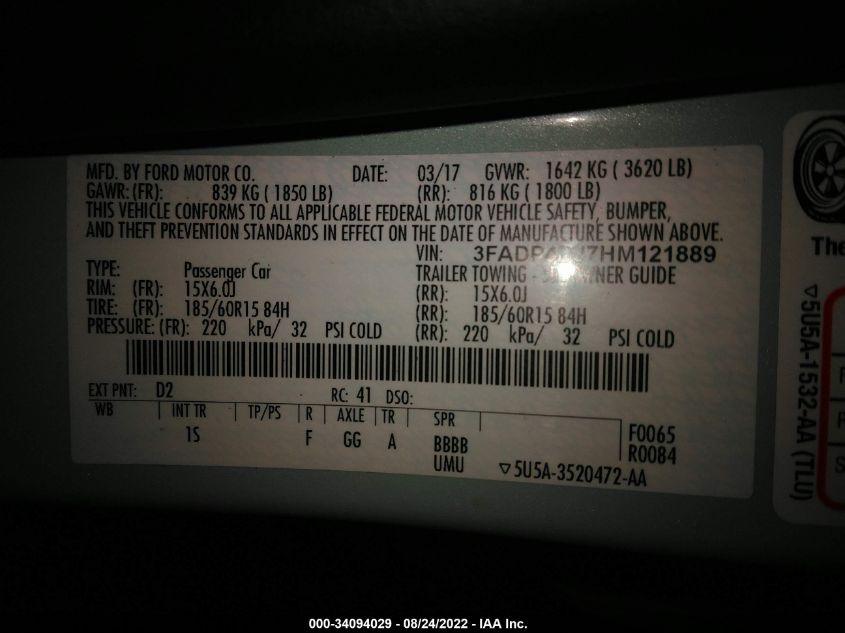 MFD. BY FORD MOTOR CO. DATE: 03/17 GVWR: 1642 KG ( 3620 LB)
GAWR: (FR): 839 KG ( 1850 LB) (RR): 816 KG ( 1800 LB)
THIS VEHICLE CONFORMS TO ALL APPLICABLE FEDERAL MOTOR VEHICLE SAFETY, BUMPER,
AND THEFT PREVENTION STANDARDS IN EFFECT ON THE DATE OF MANUFACTURE SHOWN ABOVE.
VIN:
TYPE: Passenger Car TRAILER TOWING - GUIDE
RIM: (FR): 15X6.0J (RR): 15X6.0J
TIRE: (FR): 185/60R15 84H (RR): 185/60R15 84H
PRESSURE: (FR): 220 kPa/ 32 PSI COLD (RR): 220 kPa/ 32 PSI COLD
EXT PNT: D2 RC: 41 DSO:
WB INT TR TP/PS R AXLE TR SPR
1S F GG A BBBB F0065
UMU R0084
▽5U5A-3520472-AA
The
▽5U5A-1532-AA (TLU)
000-34094029 - 08/24/2022 - IAA Inc.